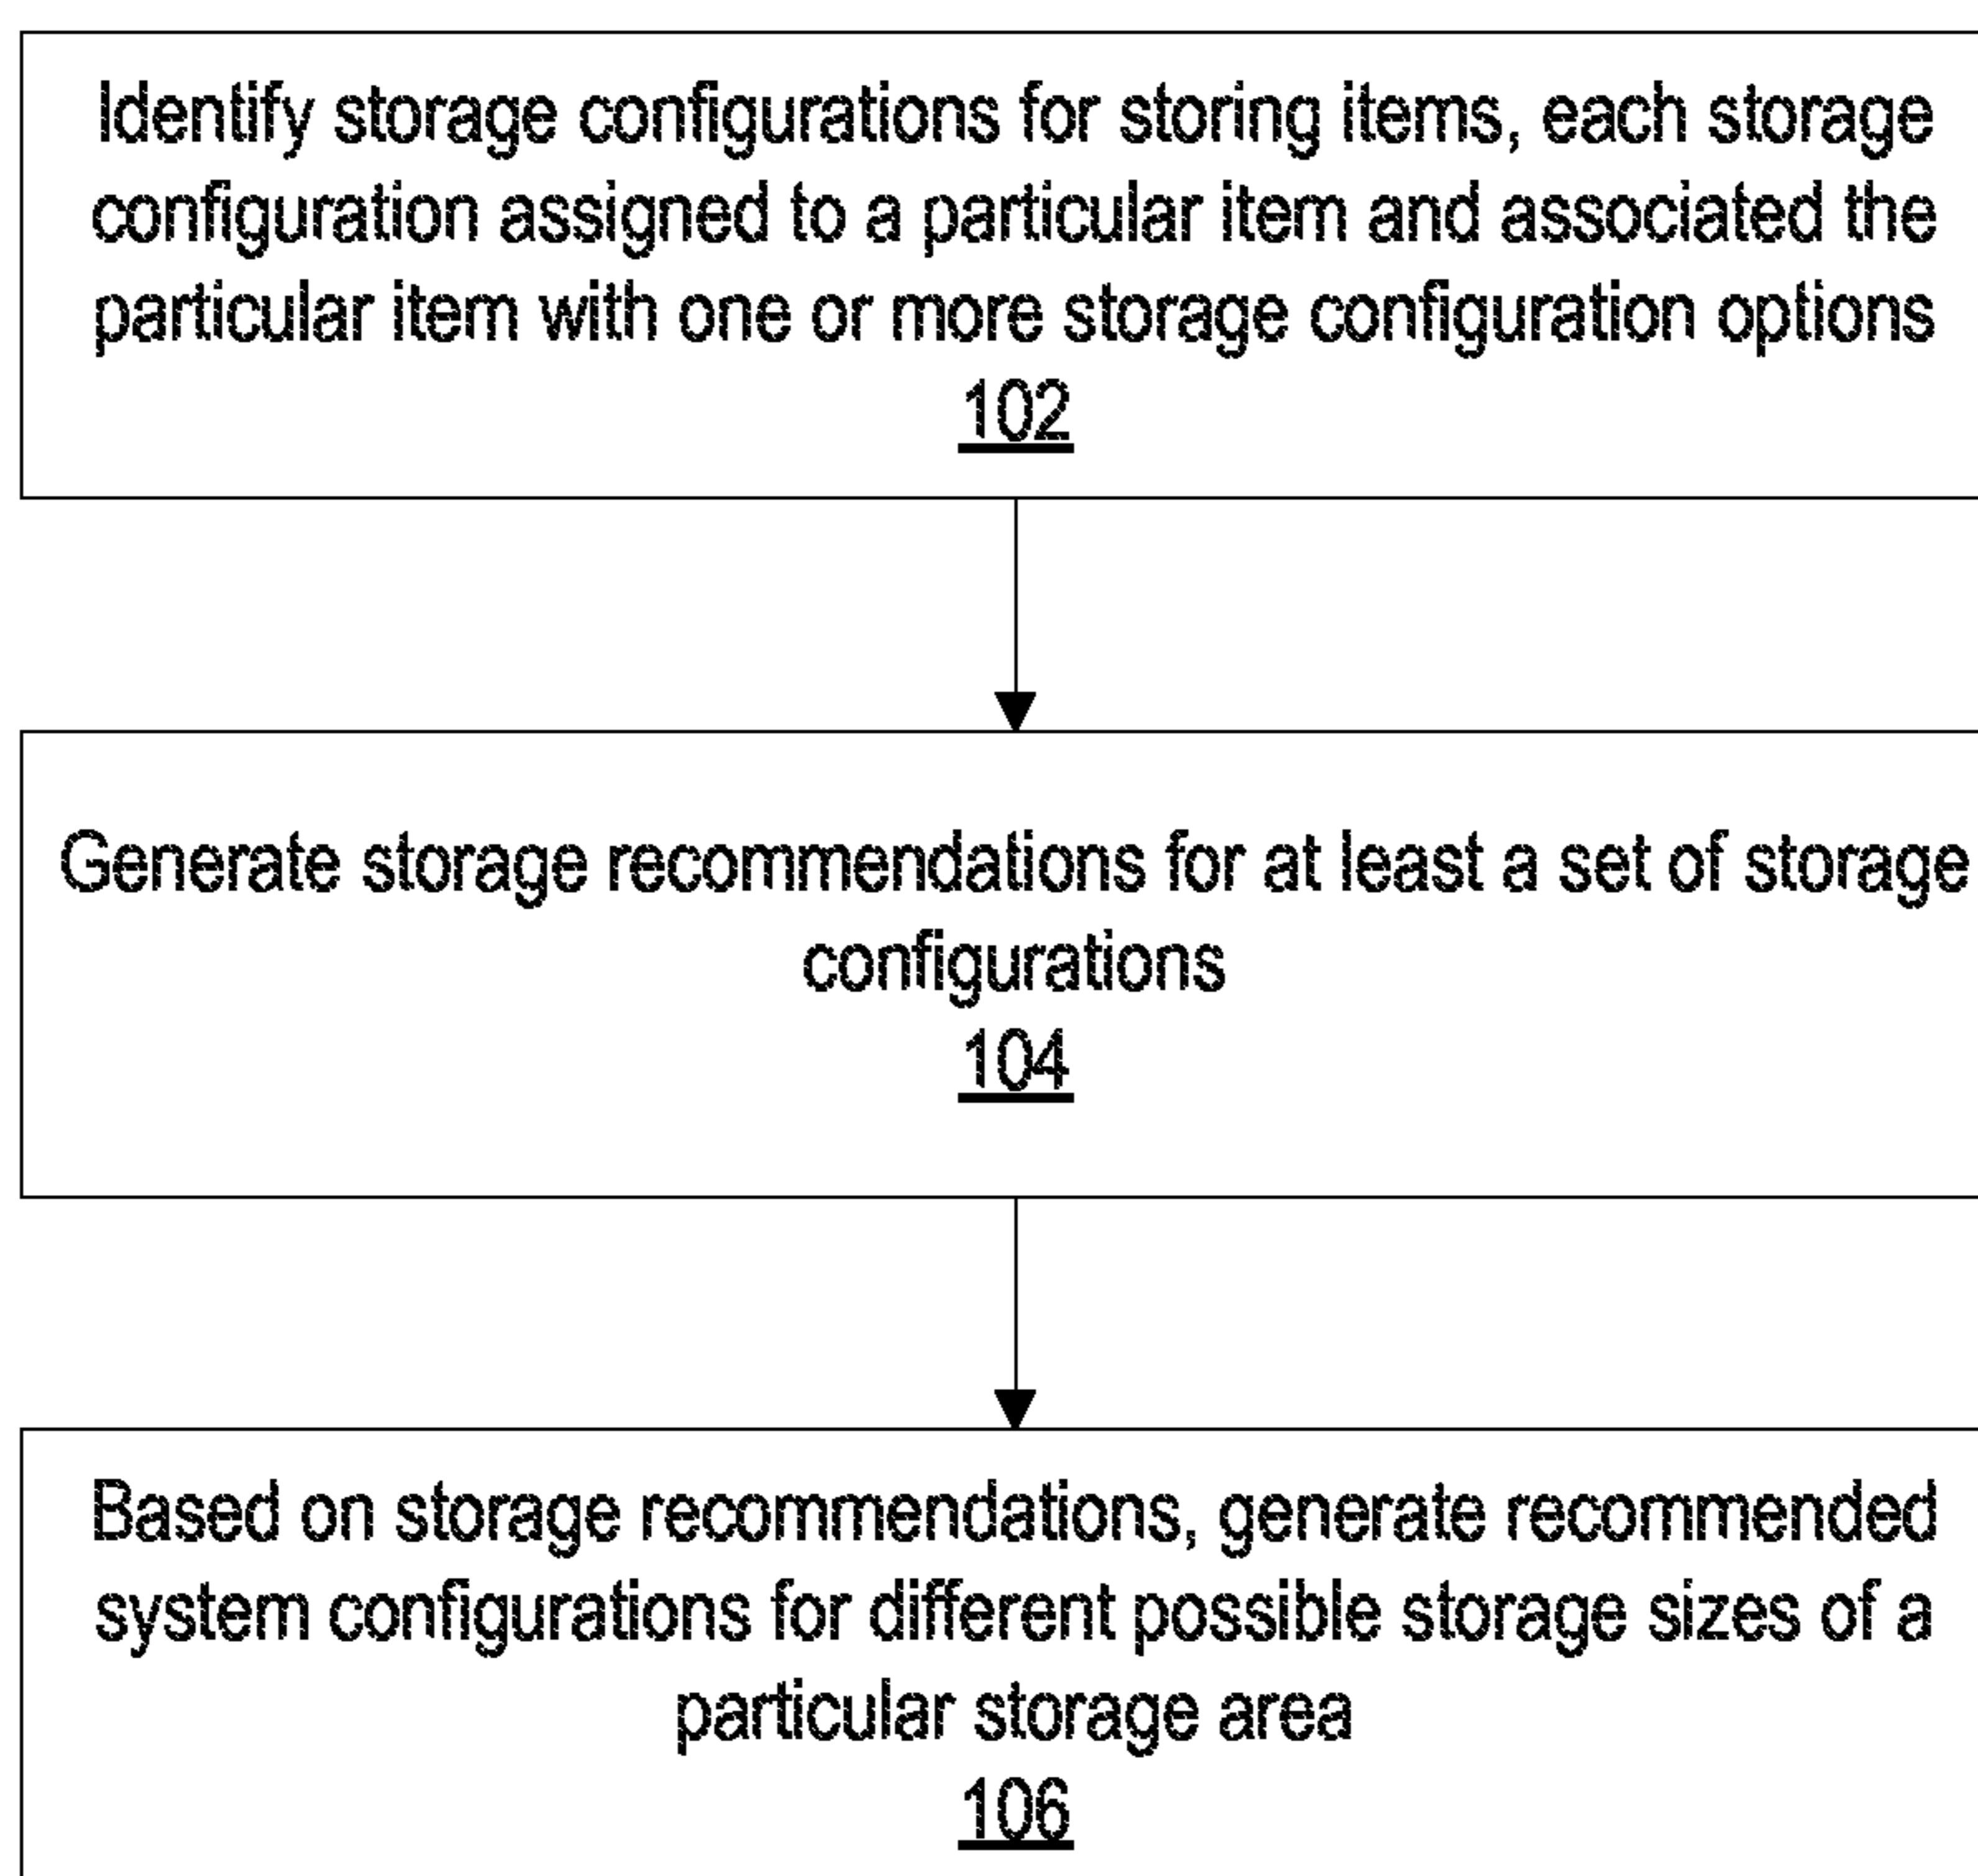 Identify storage configurations for storing items, each storage
configuration assigned to a particular item and associated the
particular item with one or more storage configuration options
102
Generate storage recommendations for at least a set of storage
configurations
104
Based on storage recommendations, generate recommended
system configurations for different possible storage sizes of a
particular storage area
106